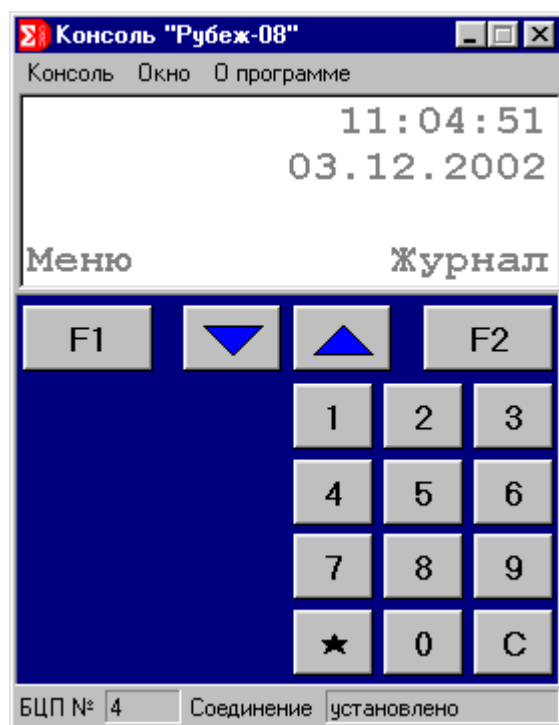 Консоль "Рубеж-08"
Консоль Окно О программе
11:04:51
03.12.2002
Меню Журнал
F1 F2
1 2 3
4 5 6
7 8 9
★ 0 C
БЦП № 4 Соединение установлено